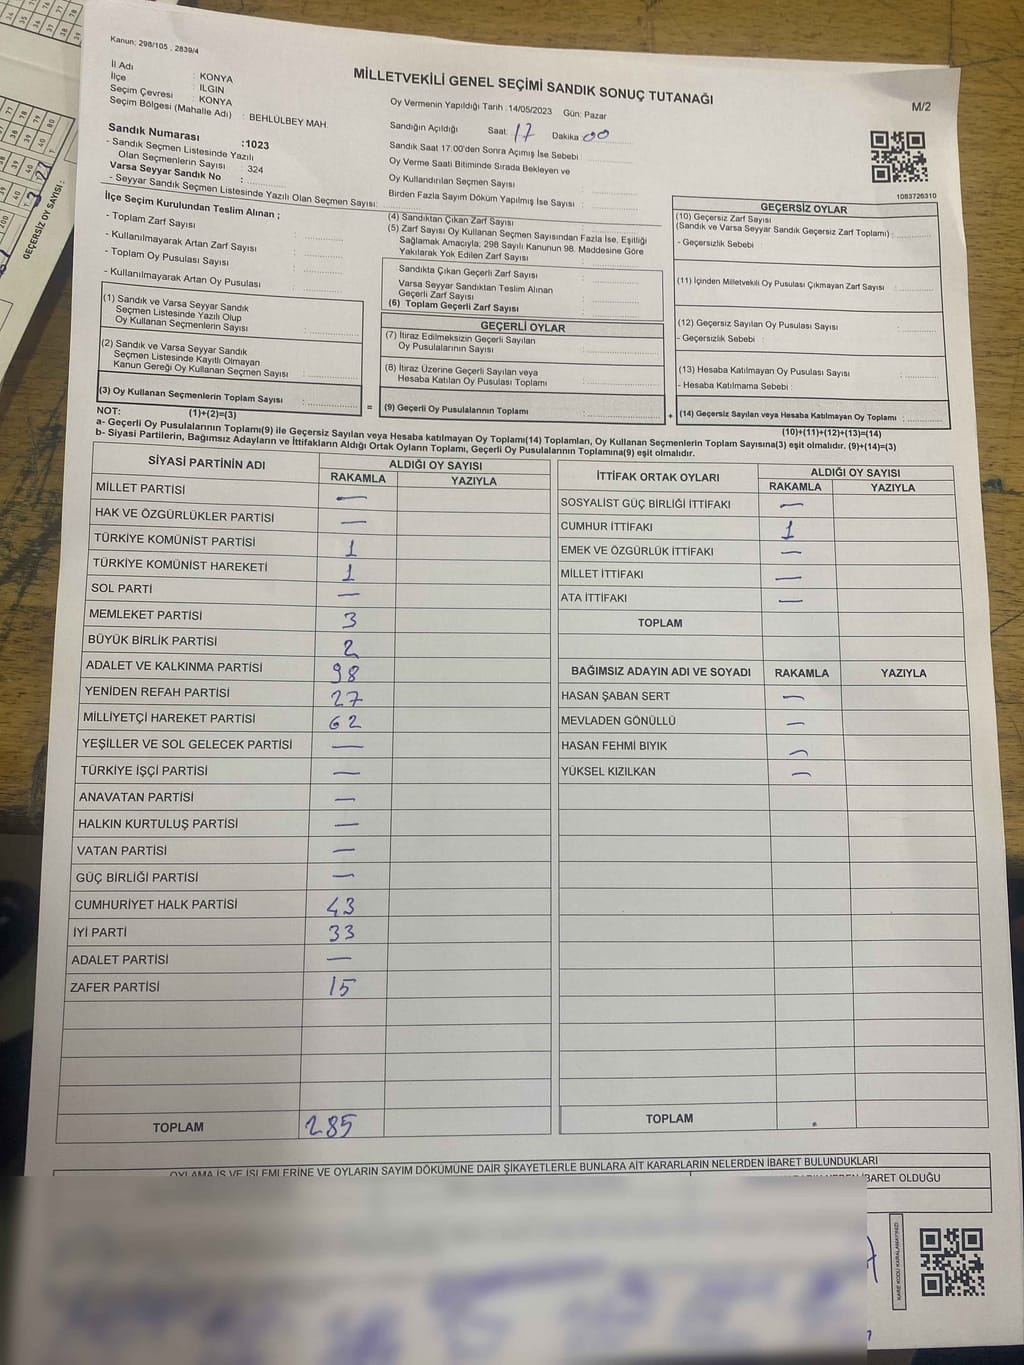 Kanun; 298/105 , 2839/4
MİLLETVEKİLİ GENEL SEÇİMİ SANDIK SONUÇ TUTANAĞI
M/2
İl Adı : KONYA
İlçe : ILGIN
Seçim Çevresi : KONYA
Seçim Bölgesi (Mahalle Adı) : BEHLÜLBEY MAH.
Sandık Numarası :1023
- Sandık Seçmen Listesinde Yazılı
Olan Seçmenlerin Sayısı : 324
Varsa Seyyar Sandık No :
- Seyyar Sandık Seçmen Listesinde Yazılı Olan Seçmen Sayısı:
Oy Vermenin Yapıldığı Tarih :14/05/2023 Gün: Pazar
Sandığın Açıldığı Saat: 17 Dakika 00
Sandık Saat 17:00'den Sonra Açımış İse Sebebi :
Oy Verme Saati Bitiminde Sırada Bekleyen ve
Oy Kullandırılan Seçmen Sayısı :
Birden Fazla Sayım Döküm Yapılmış İse Sayısı :
1083726310
İlçe Seçim Kurulundan Teslim Alınan ;
- Toplam Zarf Sayısı :
- Kullanılmayarak Artan Zarf Sayısı :
- Toplam Oy Pusulası Sayısı :
- Kullanılmayarak Artan Oy Pusulası :
(1) Sandık ve Varsa Seyyar Sandık
Seçmen Listesinde Yazılı Olup
Oy Kullanan Seçmenlerin Sayısı :
(2) Sandık ve Varsa Seyyar Sandık
Seçmen Listesinde Kayıtlı Olmayan
Kanun Gereği Oy Kullanan Seçmen Sayısı :
(3) Oy Kullanan Seçmenlerin Toplam Sayısı :
(1)+(2)=(3)
(4) Sandıktan Çıkan Zarf Sayısı :
(5) Zarf Sayısı Oy Kullanan Seçmen Sayısından Fazla İse, Eşitliği
Sağlamak Amacıyla; 298 Sayılı Kanunun 98. Maddesine Göre
Yakılarak Yok Edilen Zarf Sayısı :
Sandıkta Çıkan Geçerli Zarf Sayısı :
Varsa Seyyar Sandıktan Teslim Alınan
Geçerli Zarf Sayısı :
(6) Toplam Geçerli Zarf Sayısı :
GEÇERLİ OYLAR
(7) İtiraz Edilmeksizin Geçerli Sayılan
Oy Pusulalarının Sayısı :
(8) İtiraz Üzerine Geçerli Sayılan veya
Hesaba Katılan Oy Pusulası Toplamı :
= (9) Geçerli Oy Pusulalarının Toplamı : +
GEÇERSİZ OYLAR
(10) Geçersiz Zarf Sayısı
(Sandık ve Varsa Seyyar Sandık Geçersiz Zarf Toplamı) :
- Geçersizlik Sebebi :
(11) İçinden Milletvekili Oy Pusulası Çıkmayan Zarf Sayısı :
(12) Geçersiz Sayılan Oy Pusulası Sayısı :
- Geçersizlik Sebebi :
(13) Hesaba Katılmayan Oy Pusulası Sayısı :
- Hesaba Katılmama Sebebi :
(14) Geçersiz Sayılan veya Hesaba Katılmayan Oy Toplamı :
(10)+(11)+(12)+(13)=(14)
NOT:
a- Geçerli Oy Pusulalarının Toplamı(9) ile Geçersiz Sayılan veya Hesaba katılmayan Oy Toplamı(14) Toplamları, Oy Kullanan Seçmenlerin Toplam Sayısına(3) eşit olmalıdır. (9)+(14)=(3)
b- Siyasi Partilerin, Bağımsız Adayların ve İttifakların Aldığı Ortak Oyların Toplamı, Geçerli Oy Pusulalarının Toplamına(9) eşit olmalıdır.
SİYASİ PARTİNİN ADI ALDIĞI OY SAYISI
RAKAMLA YAZIYLA
MİLLET PARTİSİ —
HAK VE ÖZGÜRLÜKLER PARTİSİ —
TÜRKİYE KOMÜNİST PARTİSİ 1
TÜRKİYE KOMÜNİST HAREKETİ 1
SOL PARTİ —
MEMLEKET PARTİSİ 3
BÜYÜK BİRLİK PARTİSİ 2
ADALET VE KALKINMA PARTİSİ 98
YENİDEN REFAH PARTİSİ 27
MİLLİYETÇİ HAREKET PARTİSİ 62
YEŞİLLER VE SOL GELECEK PARTİSİ —
TÜRKİYE İŞÇİ PARTİSİ —
ANAVATAN PARTİSİ —
HALKIN KURTULUŞ PARTİSİ —
VATAN PARTİSİ —
GÜÇ BİRLİĞİ PARTİSİ —
CUMHURİYET HALK PARTİSİ 43
İYİ PARTİ 33
ADALET PARTİSİ —
ZAFER PARTİSİ 15
TOPLAM 285
İTTİFAK ORTAK OYLARI ALDIĞI OY SAYISI
RAKAMLA YAZIYLA
SOSYALİST GÜÇ BİRLİĞİ İTTİFAKI —
CUMHUR İTTİFAKI 1
EMEK VE ÖZGÜRLÜK İTTİFAKI —
MİLLET İTTİFAKI —
ATA İTTİFAKI —
TOPLAM
BAĞIMSIZ ADAYIN ADI VE SOYADI RAKAMLA YAZIYLA
HASAN ŞABAN SERT —
MEVLADEN GÖNÜLLÜ —
HASAN FEHMİ BIYIK —
YÜKSEL KIZILKAN —
TOPLAM
OYLAMA İŞ VE İŞLEMLERİNE VE OYLARIN SAYIM DÖKÜMÜNE DAİR ŞİKAYETLERLE BUNLARA AİT KARARLARIN NELERDEN İBARET BULUNDUKLARI
İBARET OLDUĞU
KARE KODU KARALAMAYINIZ!
GEÇERSİZ OY SAYISI :